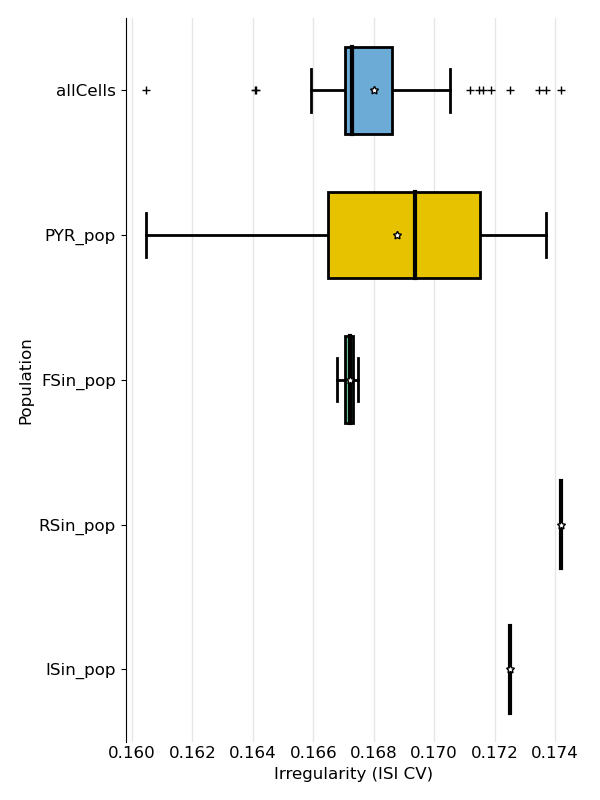 allCells
PYR_pop
FSin_pop
RSin_pop
ISin_pop
Population
0.160 0.162 0.164 0.166 0.168 0.170 0.172 0.174
Irregularity (ISI CV)